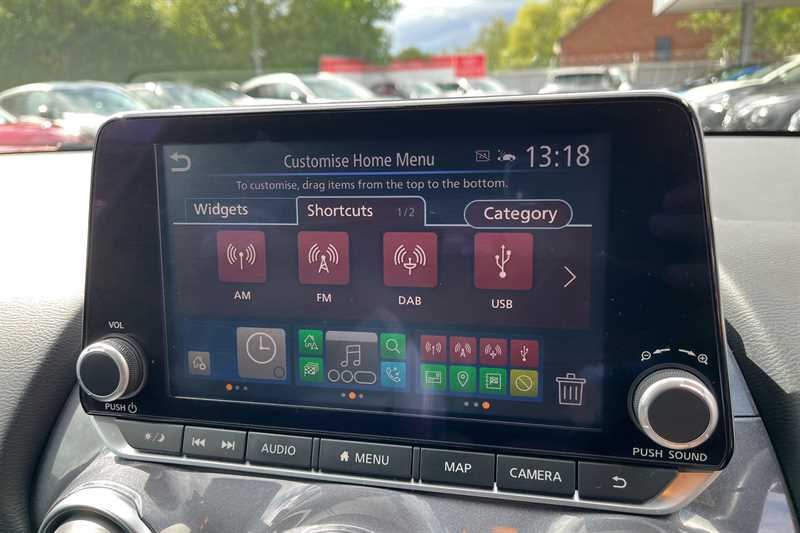 Customise Home Menu
13:18
To customise, drag items from the top to the bottom.
Widgets
Shortcuts 1/2
Category
AM
FM
DAB
USB
VOL
PUSH
PUSH SOUND
AUDIO
MENU
MAP
CAMERA